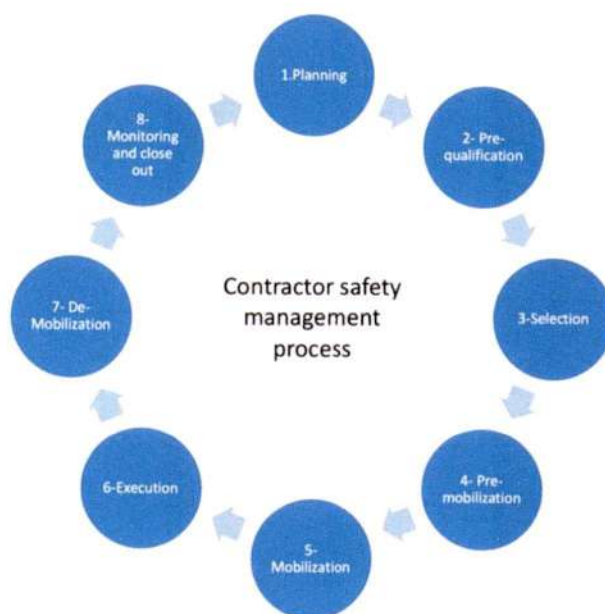 1.Planning
2- Pre-
qualification
3-Selection
4- Pre-
mobilization
5-
Mobilization
6-Execution
7- De-
Mobilization
8-
Monitoring
and close
out
Contractor safety
management
process